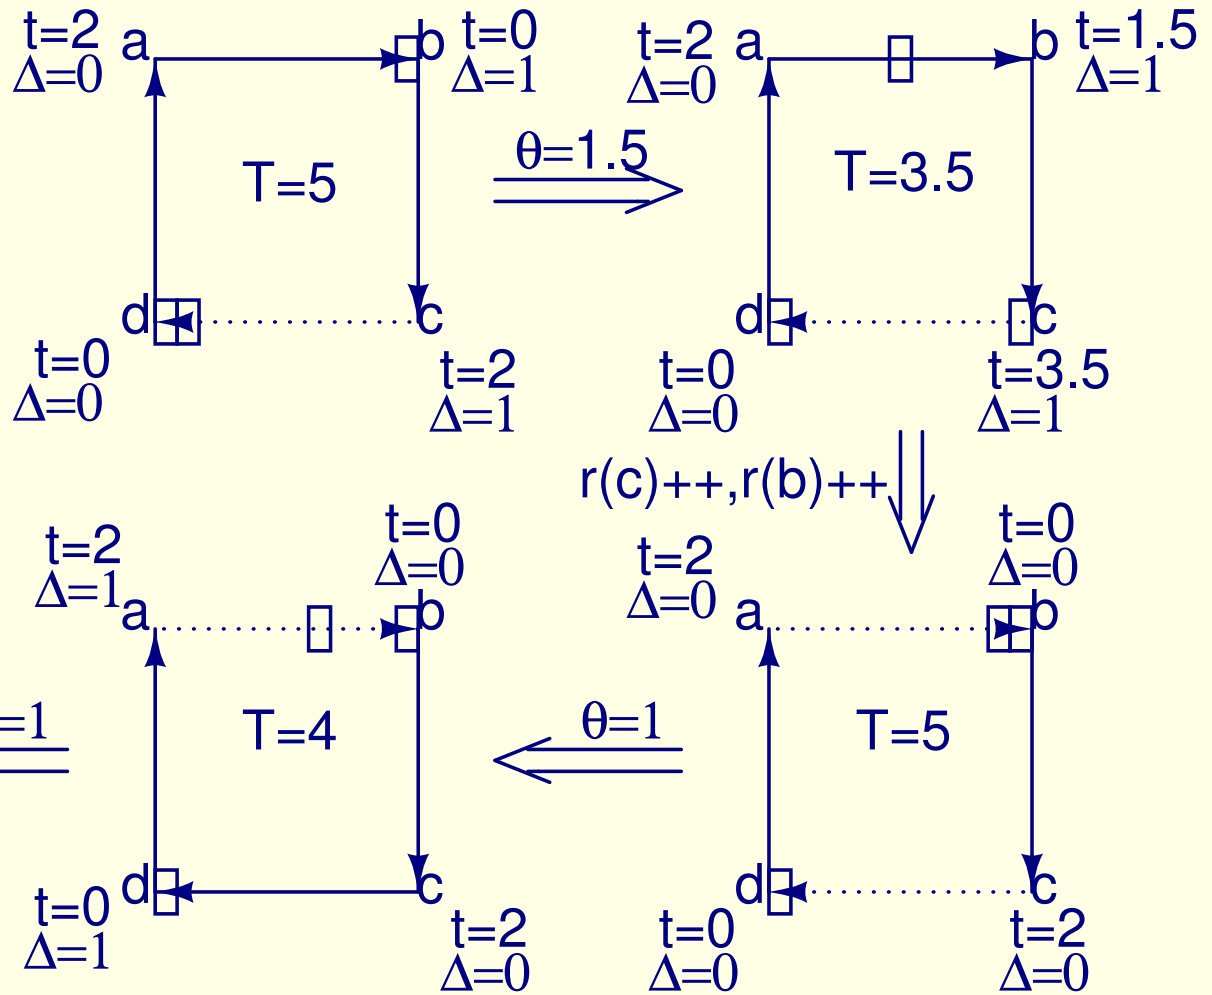 t=2
Δ=0
a
b
t=0
Δ=1
T=5
d
c
t=0
Δ=0
t=2
Δ=1
θ=1.5
t=2
Δ=0
a
b
t=1.5
Δ=1
T=3.5
d
c
t=0
Δ=0
t=3.5
Δ=1
r(c)++,r(b)++
t=2
Δ=0
a
t=0
Δ=0
b
T=5
d
c
t=0
Δ=0
t=2
Δ=0
θ=1
t=2
Δ=1
a
t=0
Δ=0
b
T=4
d
c
t=0
Δ=1
t=2
Δ=0
=1